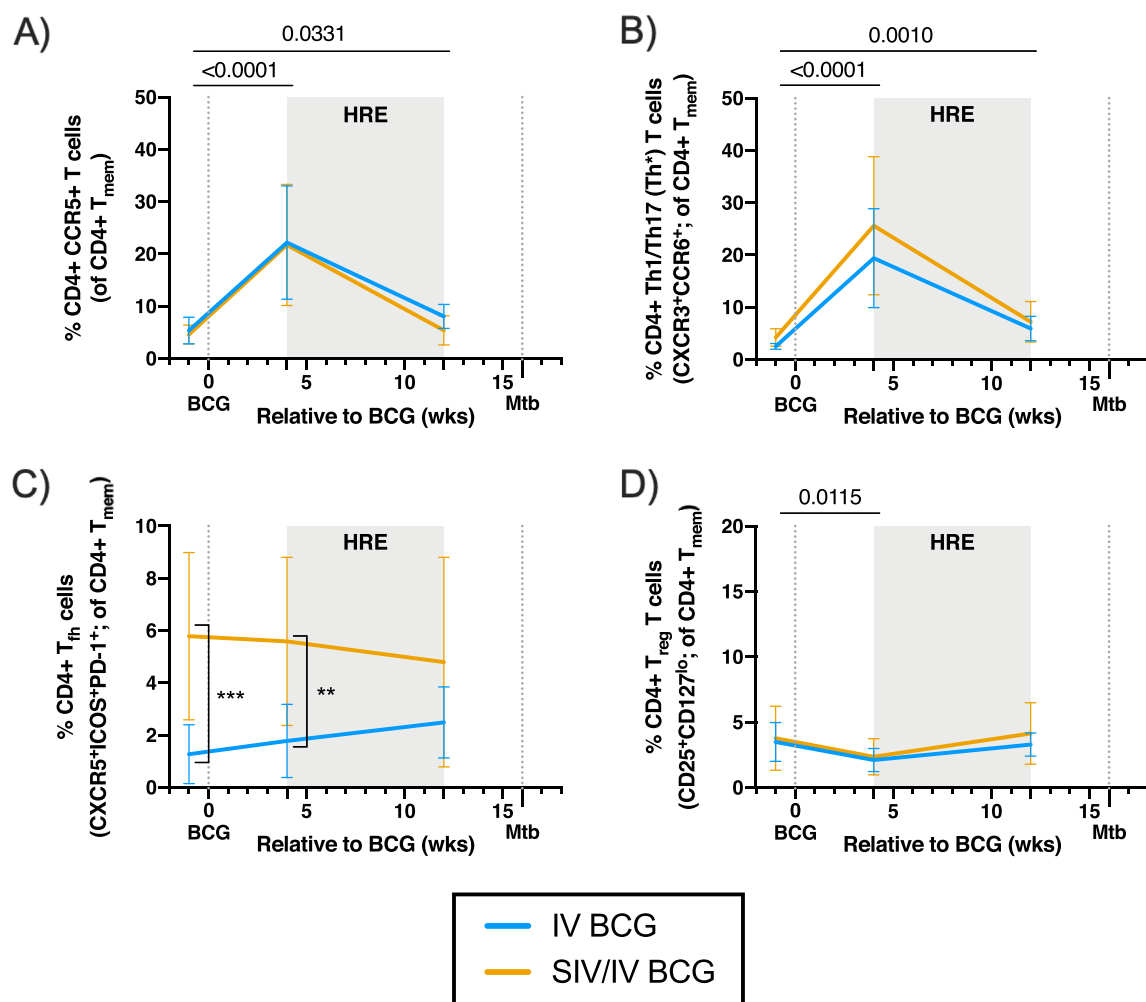 A)
0.0331
<0.0001
% CD4+ CCR5+ T cells
(of CD4+ Tmem)
50
40
30
20
10
0
HRE
0 5 10 15
BCG Mtb
Relative to BCG (wks)
B)
0.0010
<0.0001
% CD4+ Th1/Th17 (Th*) T cells
(CXCR3+CCR6+; of CD4+ Tmem)
50
40
30
20
10
0
HRE
0 5 10 15
BCG Mtb
Relative to BCG (wks)
C)
% CD4+ Tfh cells
(CXCR5+ICOS+PD-1+; of CD4+ Tmem)
10
8
6
4
2
0
HRE
***
**
0 5 10 15
BCG Mtb
Relative to BCG (wks)
D)
0.0115
% CD4+ Treg T cells
(CD25+CD127lo; of CD4+ Tmem)
20
15
10
5
0
HRE
0 5 10 15
BCG Mtb
Relative to BCG (wks)
IV BCG
SIV/IV BCG